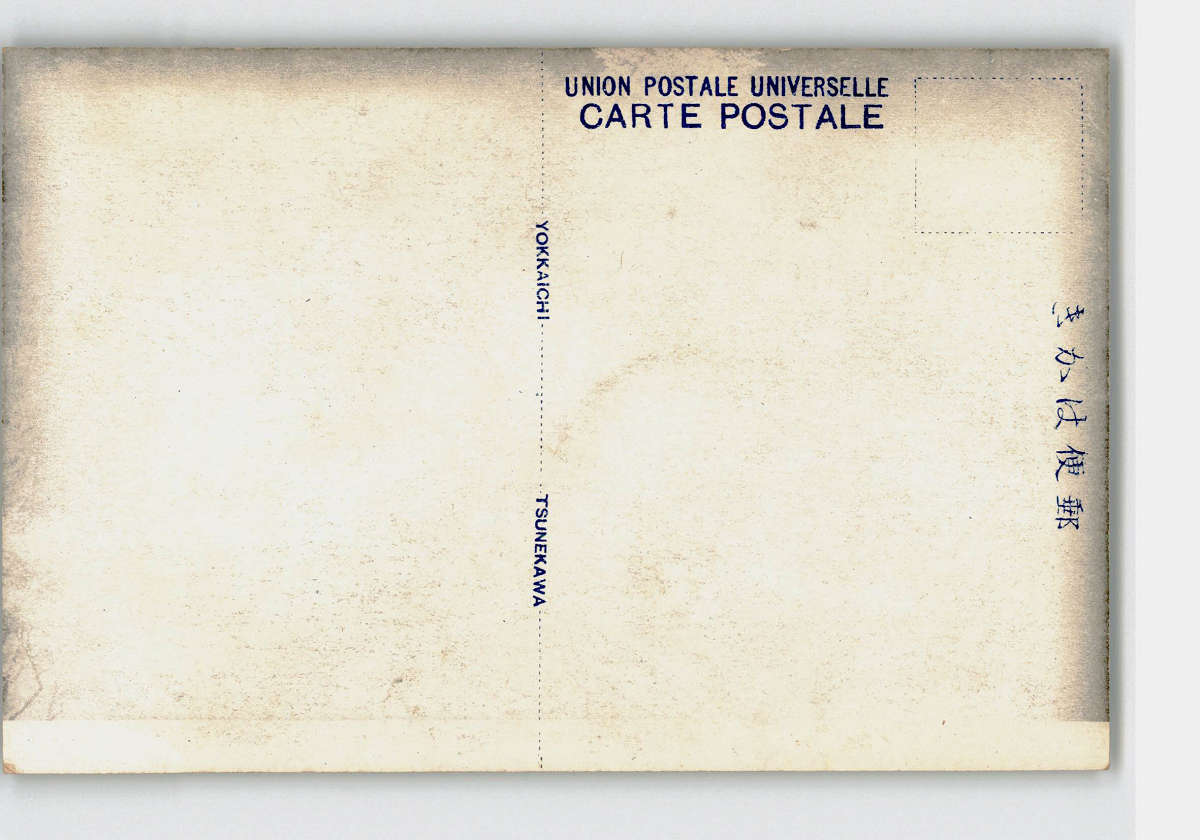 UNION POSTALE UNIVERSELLE
CARTE POSTALE
YOKKAICHI
TSUNEKAWA
郵便はかき